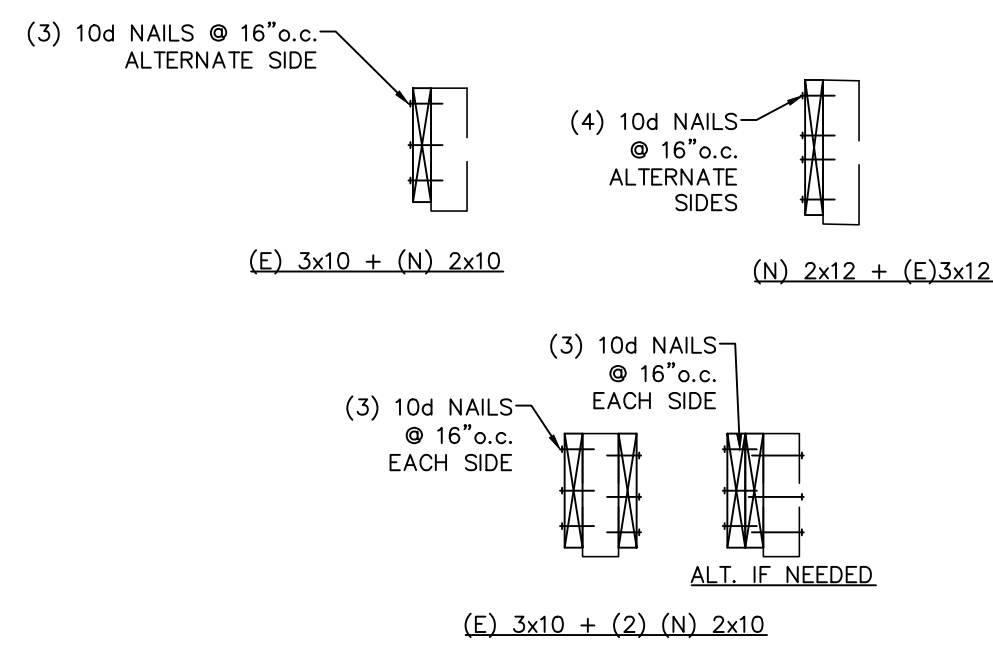 (3) 10d NAILS @ 16"o.c.
ALTERNATE SIDE
(E) 3x10 + (N) 2x10
(4) 10d NAILS
@ 16"o.c.
ALTERNATE
SIDES
(N) 2x12 + (E)3x12
(3) 10d NAILS
@ 16"o.c.
EACH SIDE
(3) 10d NAILS
@ 16"o.c.
EACH SIDE
ALT. IF NEEDED
(E) 3x10 + (2) (N) 2x10